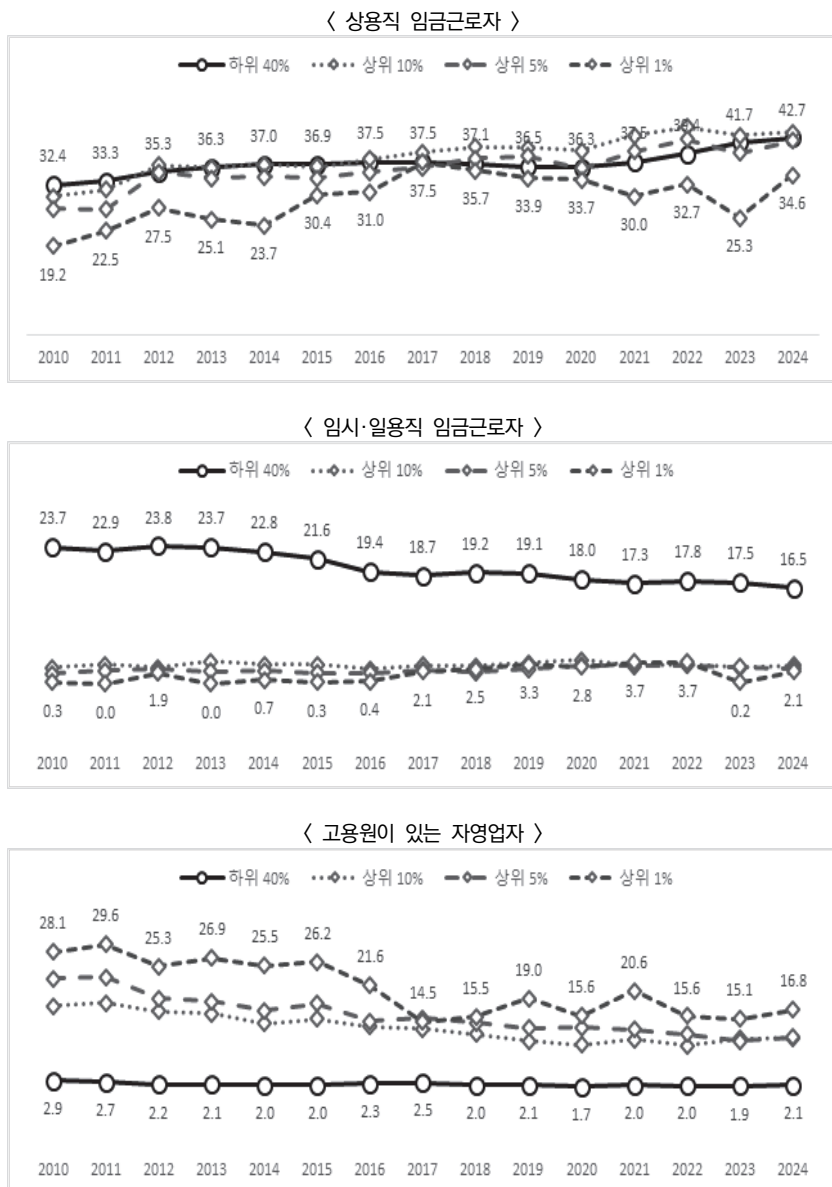 〈 상용직 임금근로자 〉
하위 40% 상위 10% 상위 5% 상위 1%
32.4 33.3 35.3 36.3 37.0 36.9 37.5 37.5 37.1 36.5 36.3 37.5 39.4 41.7 42.7
19.2 22.5 27.5 25.1 23.7 30.4 31.0 37.5 35.7 33.9 33.7 30.0 32.7 25.3 34.6
2010 2011 2012 2013 2014 2015 2016 2017 2018 2019 2020 2021 2022 2023 2024
〈 임시·일용직 임금근로자 〉
하위 40% 상위 10% 상위 5% 상위 1%
23.7 22.9 23.8 23.7 22.8 21.6 19.4 18.7 19.2 19.1 18.0 17.3 17.8 17.5 16.5
0.3 0.0 1.9 0.0 0.7 0.3 0.4 2.1 2.5 3.3 2.8 3.7 3.7 0.2 2.1
2010 2011 2012 2013 2014 2015 2016 2017 2018 2019 2020 2021 2022 2023 2024
〈 고용원이 있는 자영업자 〉
하위 40% 상위 10% 상위 5% 상위 1%
28.1 29.6 25.3 26.9 25.5 26.2 21.6 14.5 15.5 19.0 15.6 20.6 15.6 15.1 16.8
2.9 2.7 2.2 2.1 2.0 2.0 2.3 2.5 2.0 2.1 1.7 2.0 2.0 1.9 2.1
2010 2011 2012 2013 2014 2015 2016 2017 2018 2019 2020 2021 2022 2023 2024